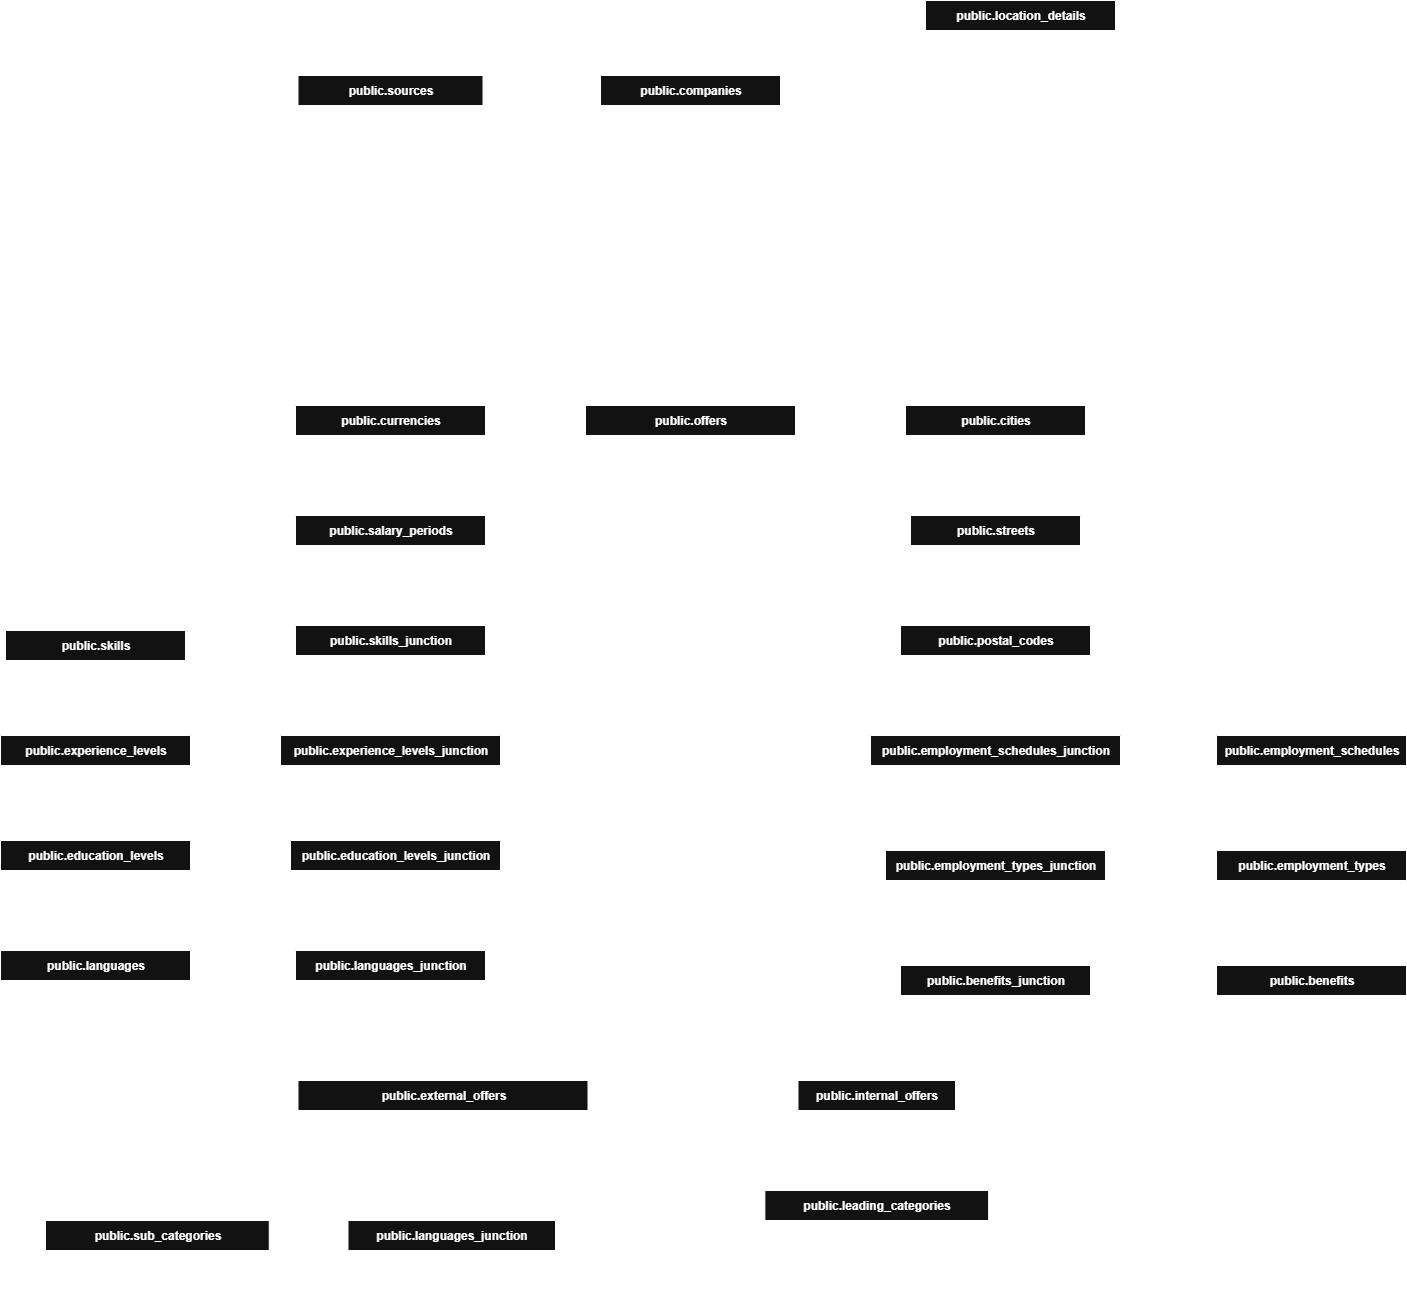 public.location_details
public.sources
public.companies
public.currencies
public.offers
public.cities
public.salary_periods
public.streets
public.skills
public.skills_junction
public.postal_codes
public.experience_levels
public.experience_levels_junction
public.employment_schedules_junction
public.employment_schedules
public.education_levels
public.education_levels_junction
public.employment_types_junction
public.employment_types
public.languages
public.languages_junction
public.benefits_junction
public.benefits
public.external_offers
public.internal_offers
public.leading_categories
public.sub_categories
public.languages_junction